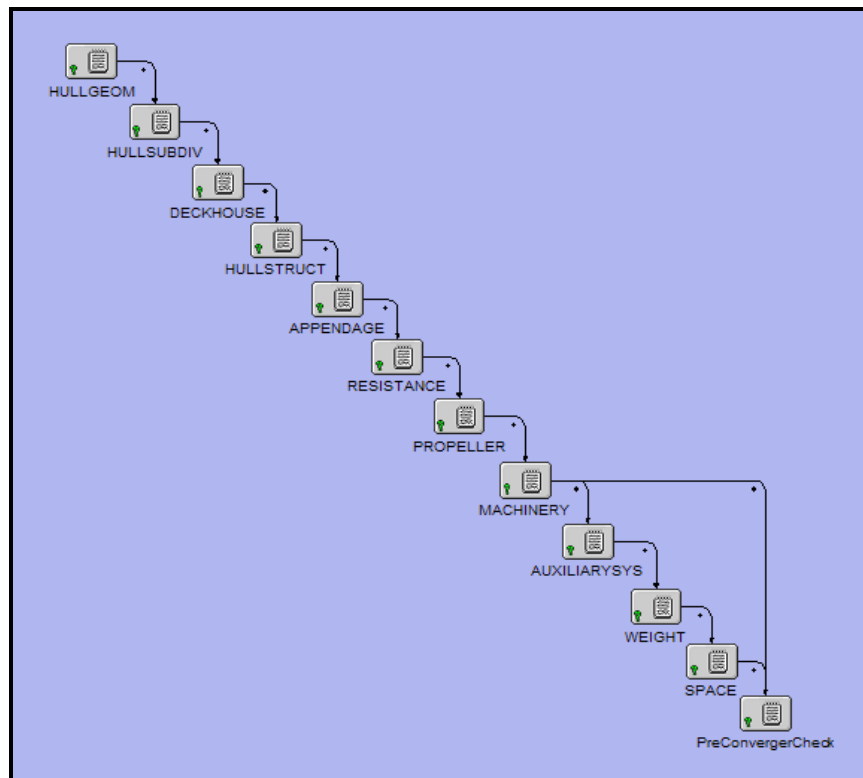 HULLGEOM
HULLSUBDIV
DECKHOUSE
HULLSTRUCT
APPENDAGE
RESISTANCE
PROPELLER
MACHINERY
AUXILIARYSYS
WEIGHT
SPACE
PreConvergerCheck